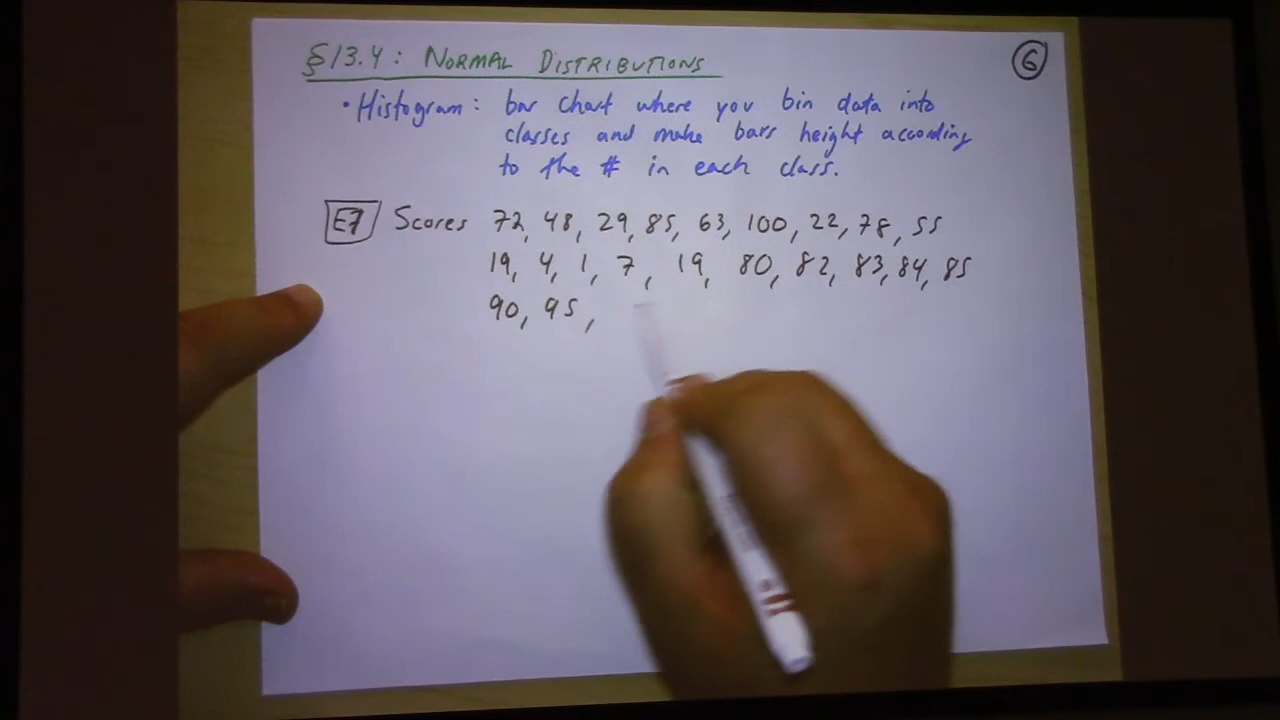 §13.4: NORMAL DISTRIBUTIONS
6
• Histogram: bar chart where you bin data into
classes and make bars height according
to the # in each class.
E7 Scores 72, 48, 29, 85, 63, 100, 22, 78, 55
19, 4, 1, 7, 19, 80, 82, 83, 84, 85
90, 95,